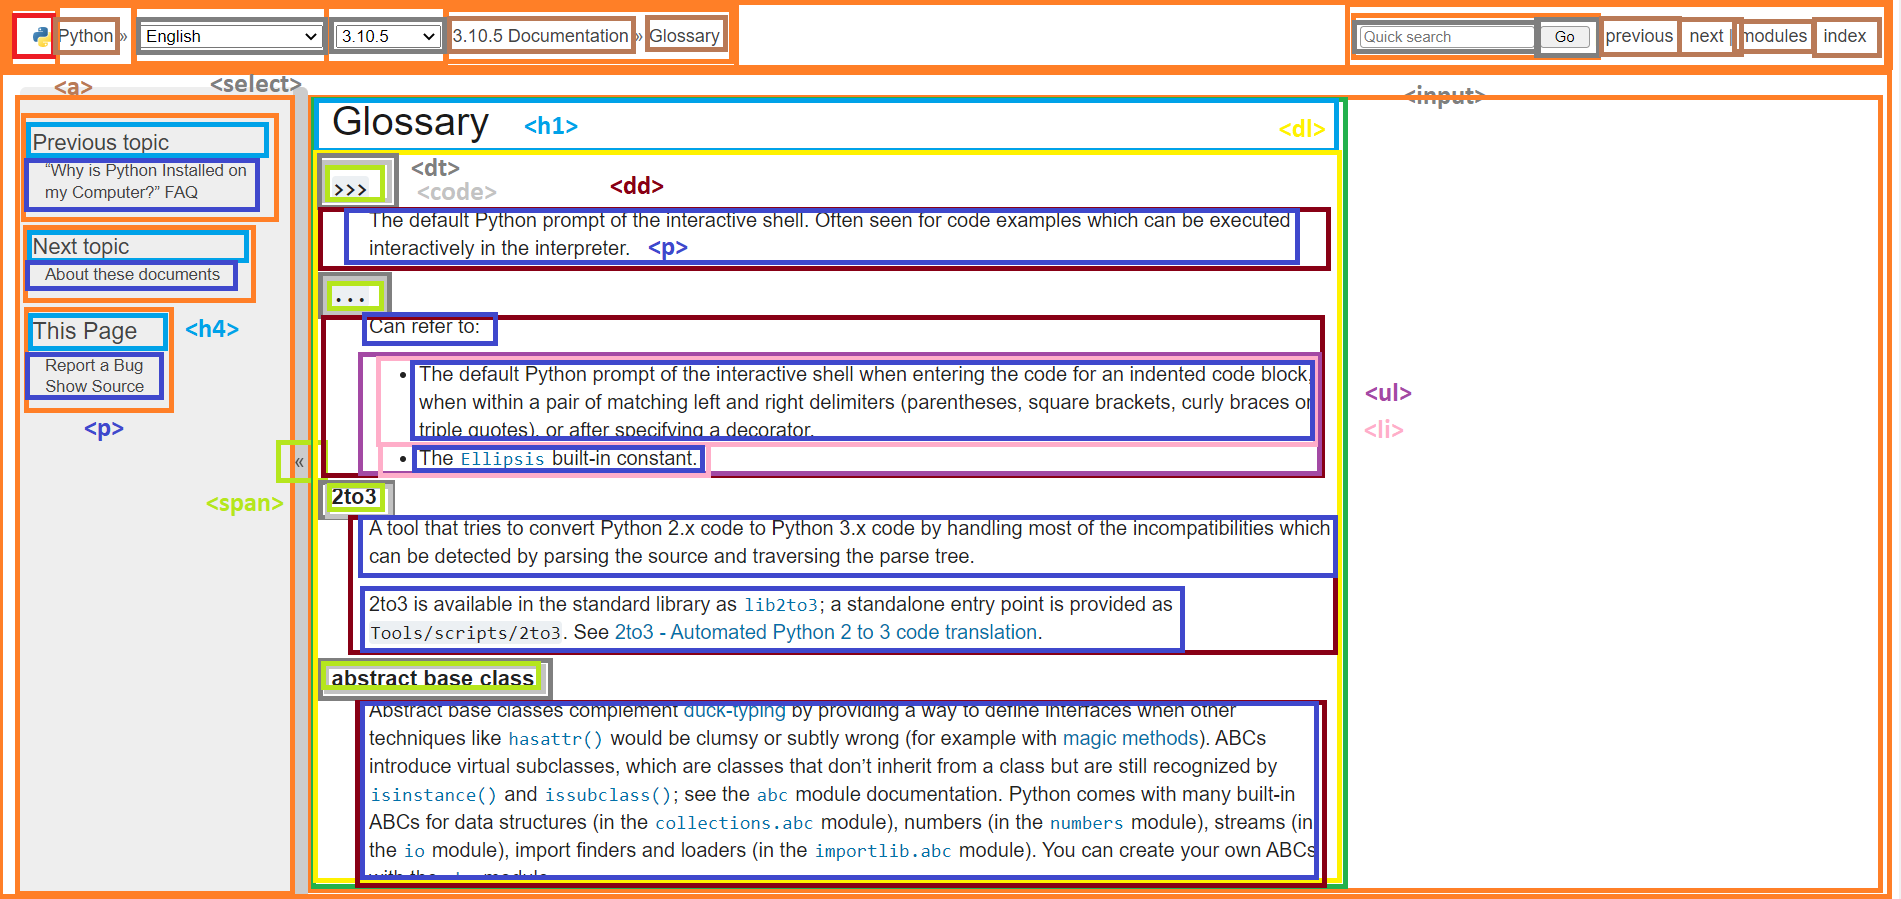 Python » English 3.10.5 3.10.5 Documentation » Glossary Quick search Go previous next | modules index
<a> <select> <input>
Previous topic
“Why is Python Installed on
my Computer?” FAQ
Next topic
About these documents
This Page
<h4>
Report a Bug
Show Source
<p>
«
<span>
Glossary <h1> <dl>
>>> <dt>
<code> <dd>
The default Python prompt of the interactive shell. Often seen for code examples which can be executed
interactively in the interpreter. <p>
...
Can refer to:
• The default Python prompt of the interactive shell when entering the code for an indented code block,
when within a pair of matching left and right delimiters (parentheses, square brackets, curly braces or
triple quotes), or after specifying a decorator.
• The Ellipsis built-in constant.
<ul>
<li>
2to3
A tool that tries to convert Python 2.x code to Python 3.x code by handling most of the incompatibilities which
can be detected by parsing the source and traversing the parse tree.
2to3 is available in the standard library as lib2to3; a standalone entry point is provided as
Tools/scripts/2to3. See 2to3 - Automated Python 2 to 3 code translation.
abstract base class
Abstract base classes complement duck-typing by providing a way to define interfaces when other
techniques like hasattr() would be clumsy or subtly wrong (for example with magic methods). ABCs
introduce virtual subclasses, which are classes that don’t inherit from a class but are still recognized by
isinstance() and issubclass(); see the abc module documentation. Python comes with many built-in
ABCs for data structures (in the collections.abc module), numbers (in the numbers module), streams (in
the io module), import finders and loaders (in the importlib.abc module). You can create your own ABCs
with the module